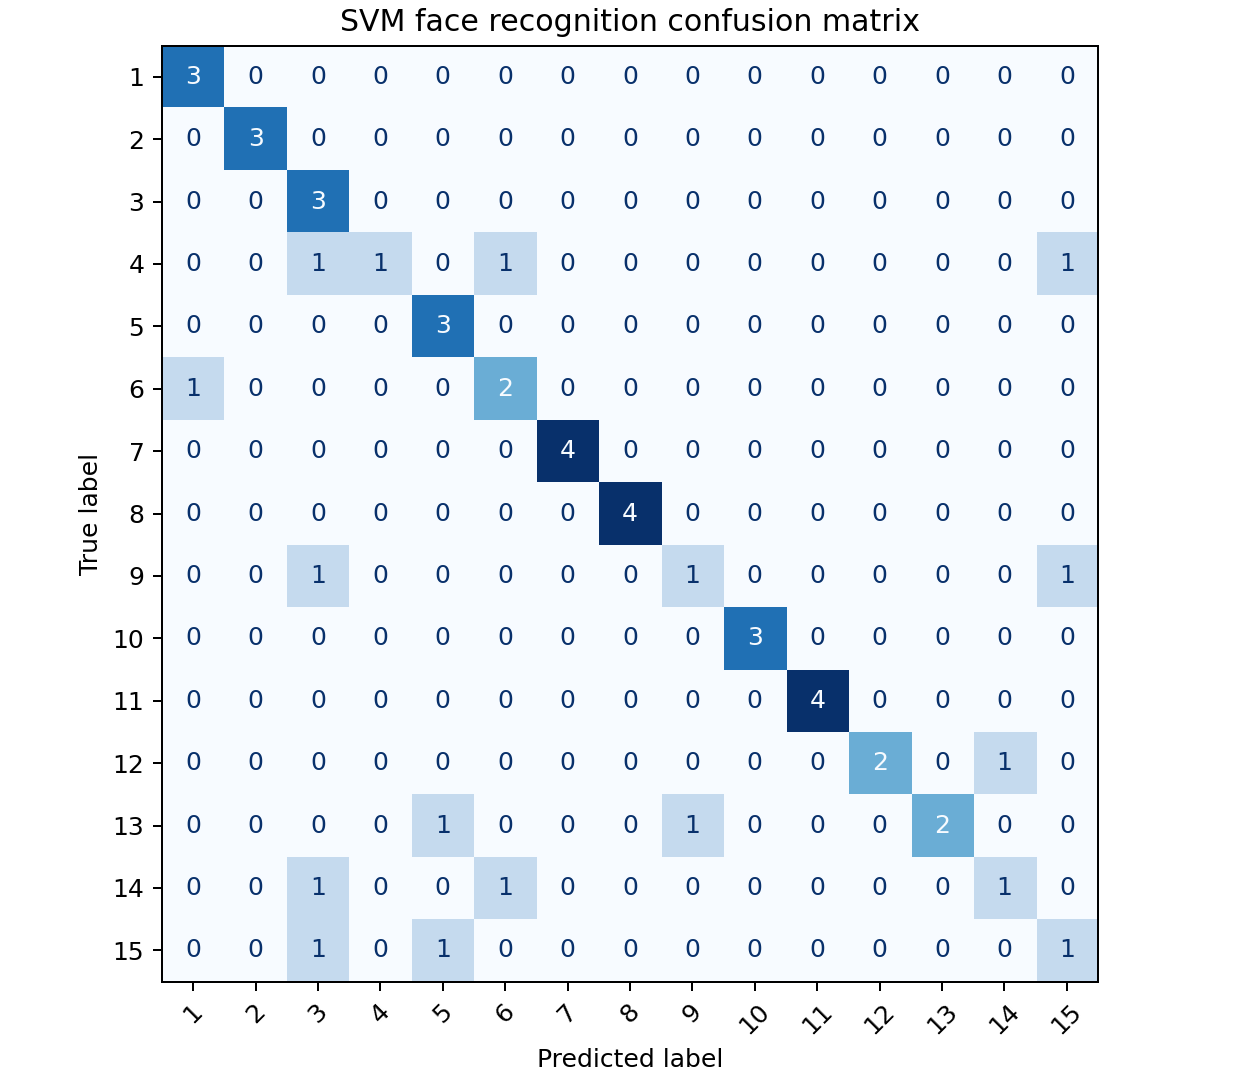 SVM face recognition confusion matrix
1 3 0 0 0 0 0 0 0 0 0 0 0 0 0 0
2 0 3 0 0 0 0 0 0 0 0 0 0 0 0 0
3 0 0 3 0 0 0 0 0 0 0 0 0 0 0 0
4 0 0 1 1 0 1 0 0 0 0 0 0 0 0 1
5 0 0 0 0 3 0 0 0 0 0 0 0 0 0 0
6 1 0 0 0 0 2 0 0 0 0 0 0 0 0 0
7 0 0 0 0 0 0 4 0 0 0 0 0 0 0 0
8 0 0 0 0 0 0 0 4 0 0 0 0 0 0 0
9 0 0 1 0 0 0 0 0 1 0 0 0 0 0 1
10 0 0 0 0 0 0 0 0 0 3 0 0 0 0 0
11 0 0 0 0 0 0 0 0 0 0 4 0 0 0 0
12 0 0 0 0 0 0 0 0 0 0 0 2 0 1 0
13 0 0 0 0 1 0 0 0 1 0 0 0 2 0 0
14 0 0 1 0 0 1 0 0 0 0 0 0 0 1 0
15 0 0 1 0 1 0 0 0 0 0 0 0 0 0 1
True label
1 2 3 4 5 6 7 8 9 10 11 12 13 14 15
Predicted label